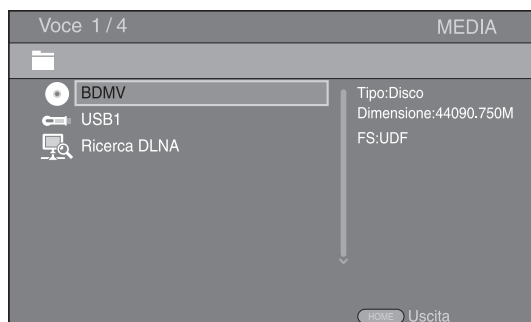 Voce 1/4 MEDIA
BDMV
USB1
Ricerca DLNA
Tipo:Disco
Dimensione:44090.750M
FS:UDF
HOME Uscita